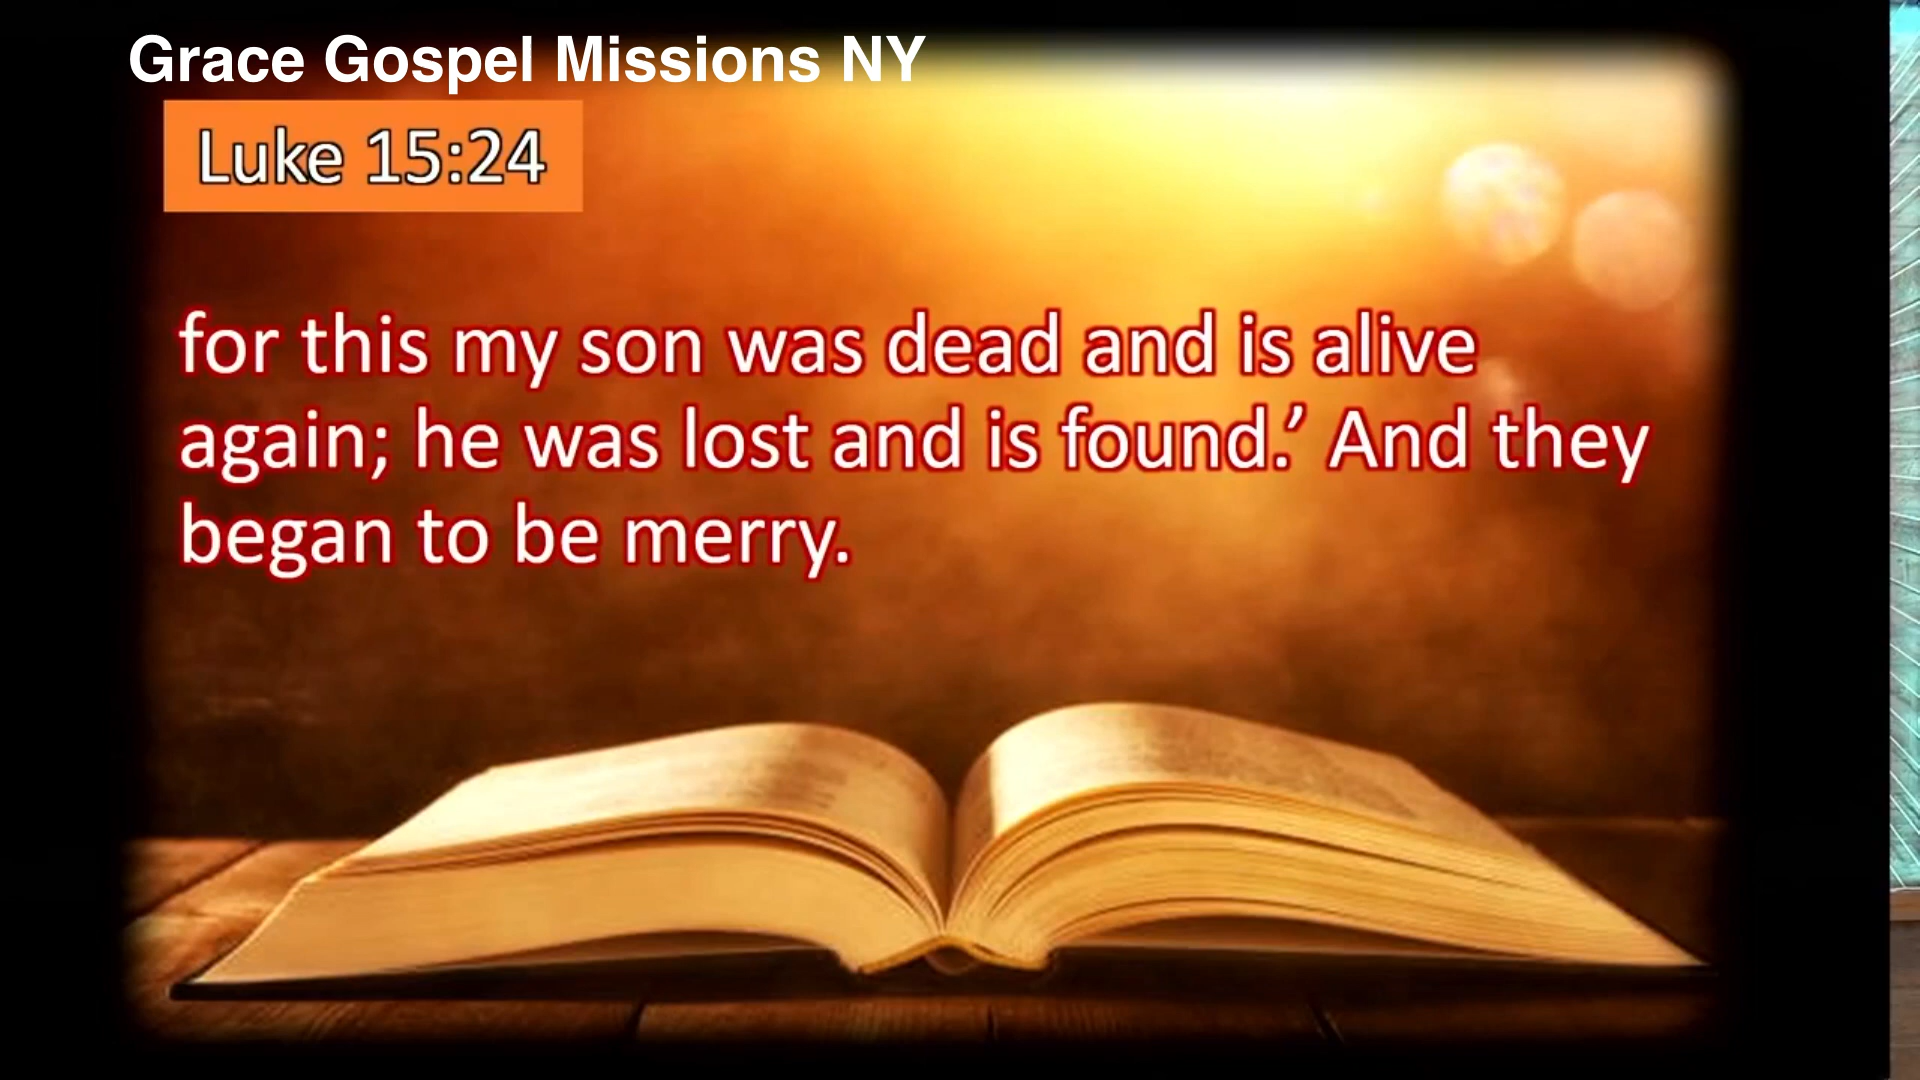 Grace Gospel Missions NY
Luke 15:24
for this my son was dead and is alive
again; he was lost and is found.’ And they
began to be merry.